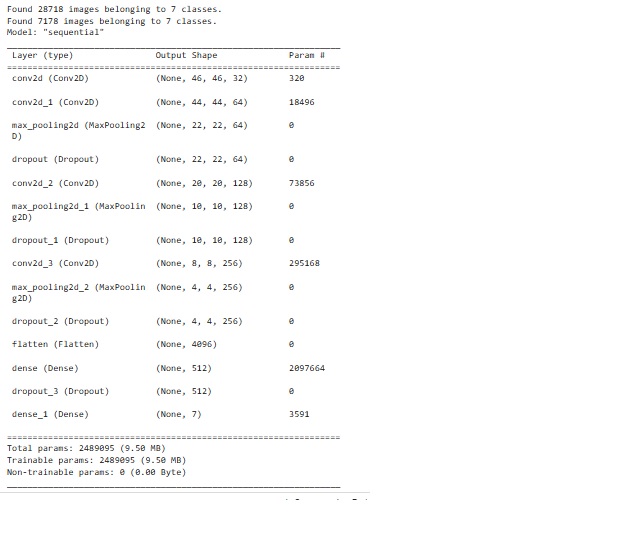 Found 28718 images belonging to 7 classes.
Found 7178 images belonging to 7 classes.
Model: "sequential"
Layer (type) Output Shape Param #
conv2d (Conv2D) (None, 46, 46, 32) 320
conv2d_1 (Conv2D) (None, 44, 44, 64) 18496
max_pooling2d (MaxPooling2 (None, 22, 22, 64) 0
D)
dropout (Dropout) (None, 22, 22, 64) 0
conv2d_2 (Conv2D) (None, 20, 20, 128) 73856
max_pooling2d_1 (MaxPoolin (None, 10, 10, 128) 0
g2D)
dropout_1 (Dropout) (None, 10, 10, 128) 0
conv2d_3 (Conv2D) (None, 8, 8, 256) 295168
max_pooling2d_2 (MaxPoolin (None, 4, 4, 256) 0
g2D)
dropout_2 (Dropout) (None, 4, 4, 256) 0
flatten (Flatten) (None, 4096) 0
dense (Dense) (None, 512) 2097664
dropout_3 (Dropout) (None, 512) 0
dense_1 (Dense) (None, 7) 3591
Total params: 2489095 (9.50 MB)
Trainable params: 2489095 (9.50 MB)
Non-trainable params: 0 (0.00 Byte)